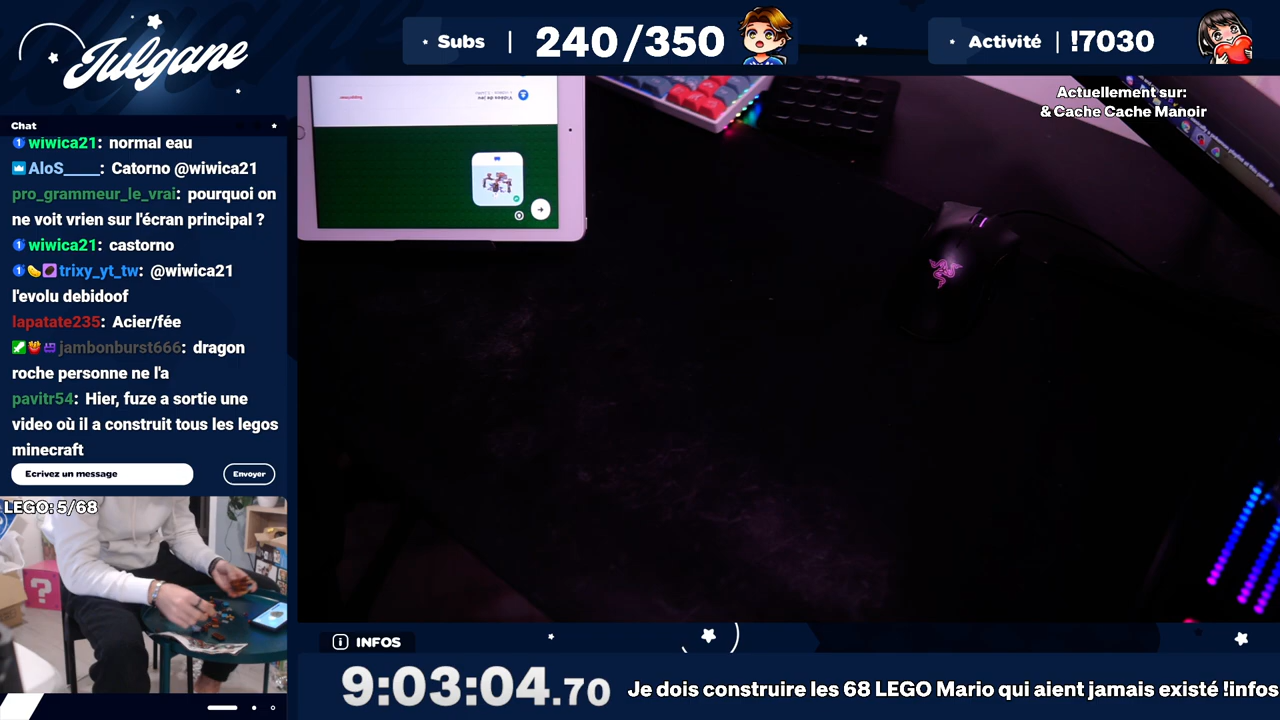 Julgane
Subs | 240/350
Activité | !7030
Actuellement sur:
& Cache Cache Manoir
Chat
wiwica21: normal eau
AloS_____: Catorno @wiwica21
pro_grammeur_le_vrai: pourquoi on
ne voit vrien sur l'écran principal ?
wiwica21: castorno
trixy_yt_tw: @wiwica21
l'evolu debidoof
lapatate235: Acier/fée
jambonburst666: dragon
roche personne ne l'a
pavitr54: Hier, fuze a sortie une
video où il a construit tous les legos
minecraft
Ecrivez un message
Envoyer
LEGO: 5/68
INFOS
9:03:04.70
Je dois construire les 68 LEGO Mario qui aient jamais existé !infos